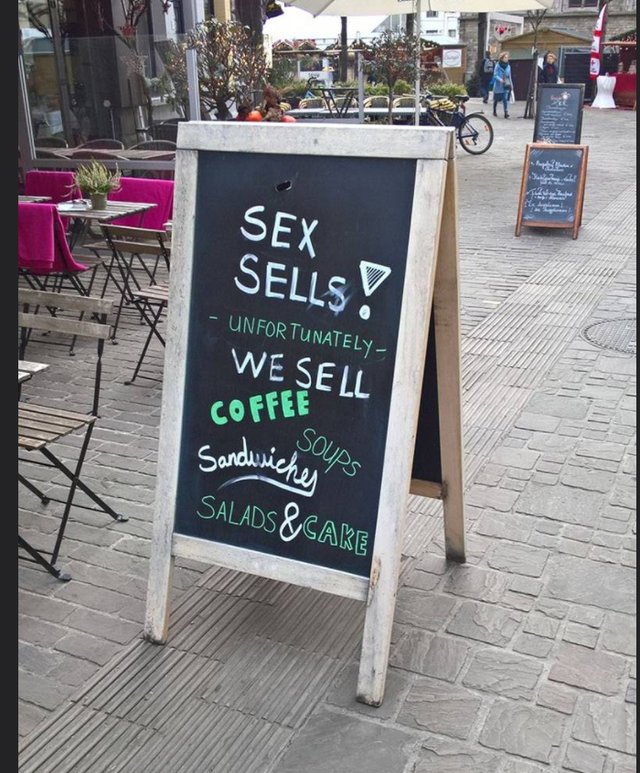 SEX
SELLS!
- UNFORTUNATELY -
WE SELL
COFFEE
SOUPS
Sandwiches
SALADS & CAKE